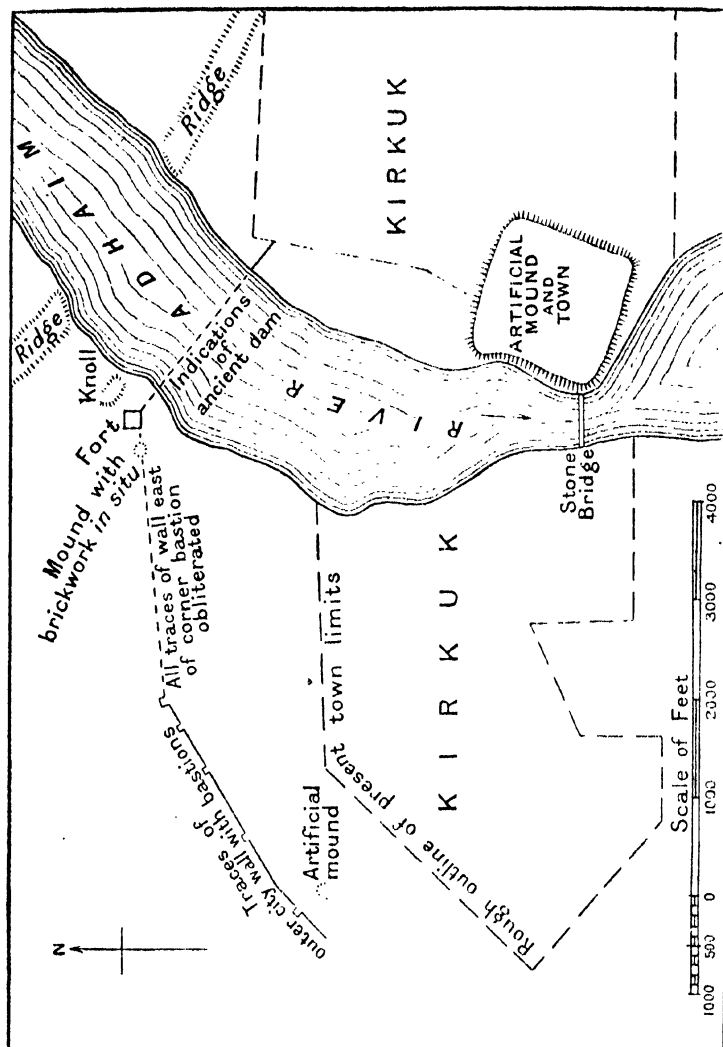 Ridge
Ridge
ADHAIM
RIVER
Knoll
Fort
Mound with
brickwork in situ
Indications
of
ancient dam
All traces of wall east
of corner bastion
obliterated
Traces of
outer city wall with bastions
Artificial
mound
N
KIRKUK
ARTIFICIAL
MOUND
AND
TOWN
Stone
Bridge
KIRKUK
Rough outline of present town limits
Scale of Feet
1000 500 0 1000 2000 3000 4000